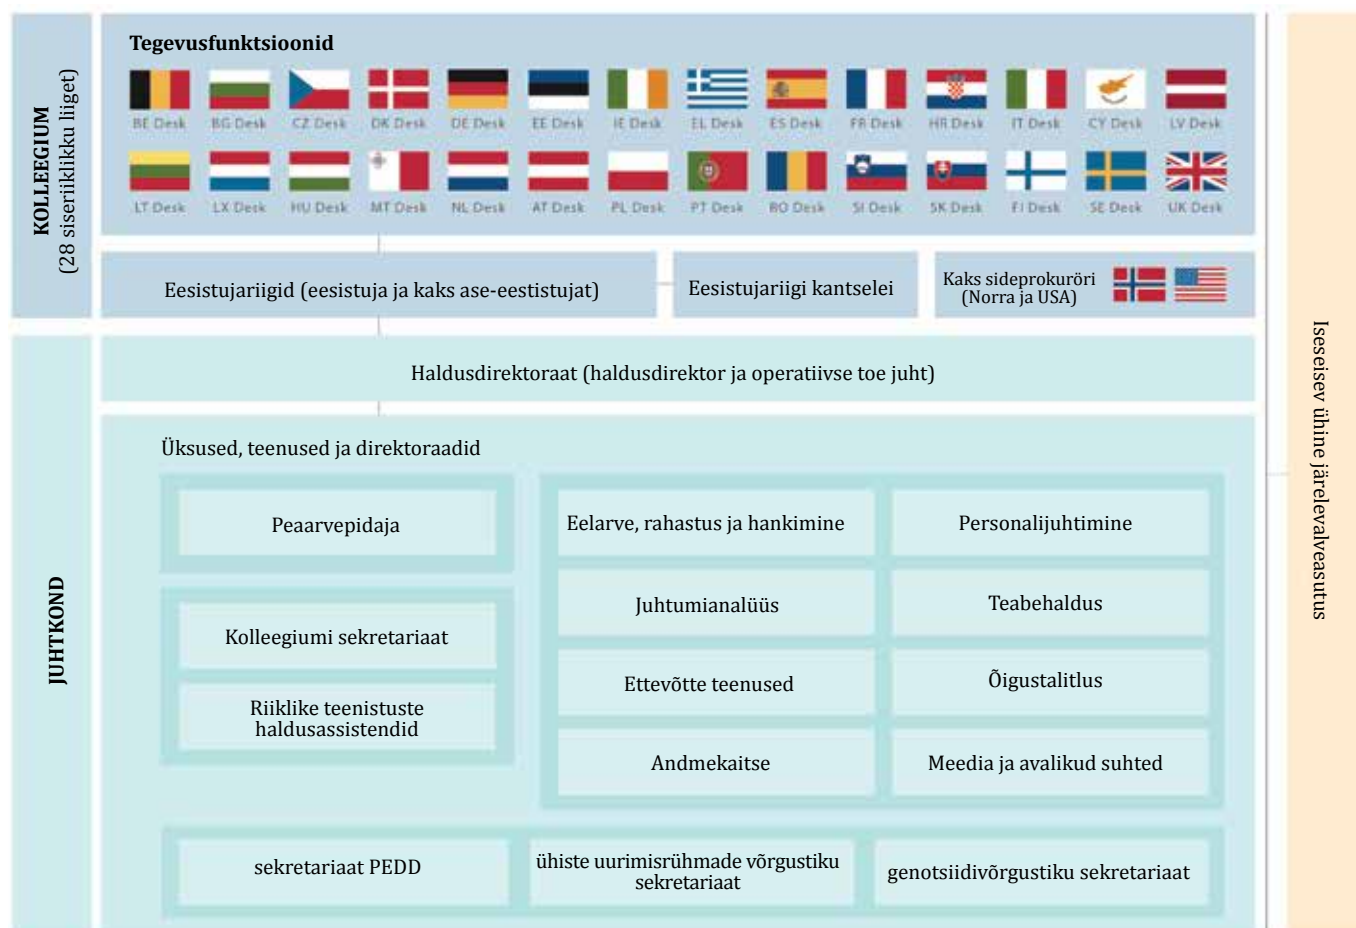 KOLLEEGIUM
(28 siseriiklikku liiget)
Tegevusfunktsioonid
BE Desk BG Desk CZ Desk DK Desk DE Desk EE Desk IE Desk EL Desk ES Desk FR Desk HR Desk IT Desk CY Desk LV Desk
LT Desk LX Desk HU Desk MT Desk NL Desk AT Desk PL Desk PT Desk RO Desk SI Desk SK Desk FI Desk SE Desk UK Desk
Eesistujariigid (eesistuja ja kaks ase-eestistujat)
Eesistujariigi kantselei
Kaks sideprokuröri
(Norra ja USA)
JUHTKOND
Haldusdirektoraat (haldusdirektor ja operatiivse toe juht)
Üksused, teenused ja direktoraadid
Peaarvepidaja
Kolleegiumi sekretariaat
Riiklike teenistuste
haldusassistendid
Eelarve, rahastus ja hankimine
Personalijuhtimine
Juhtumianalüüs
Teabehaldus
Ettevõtte teenused
Õigustalitlus
Andmekaitse
Meedia ja avalikud suhted
sekretariaat PEDD
ühiste uurimisrühmade võrgustiku
sekretariaat
genotsiidivõrgustiku sekretariaat
Iseseisev ühine järelevalveasutus